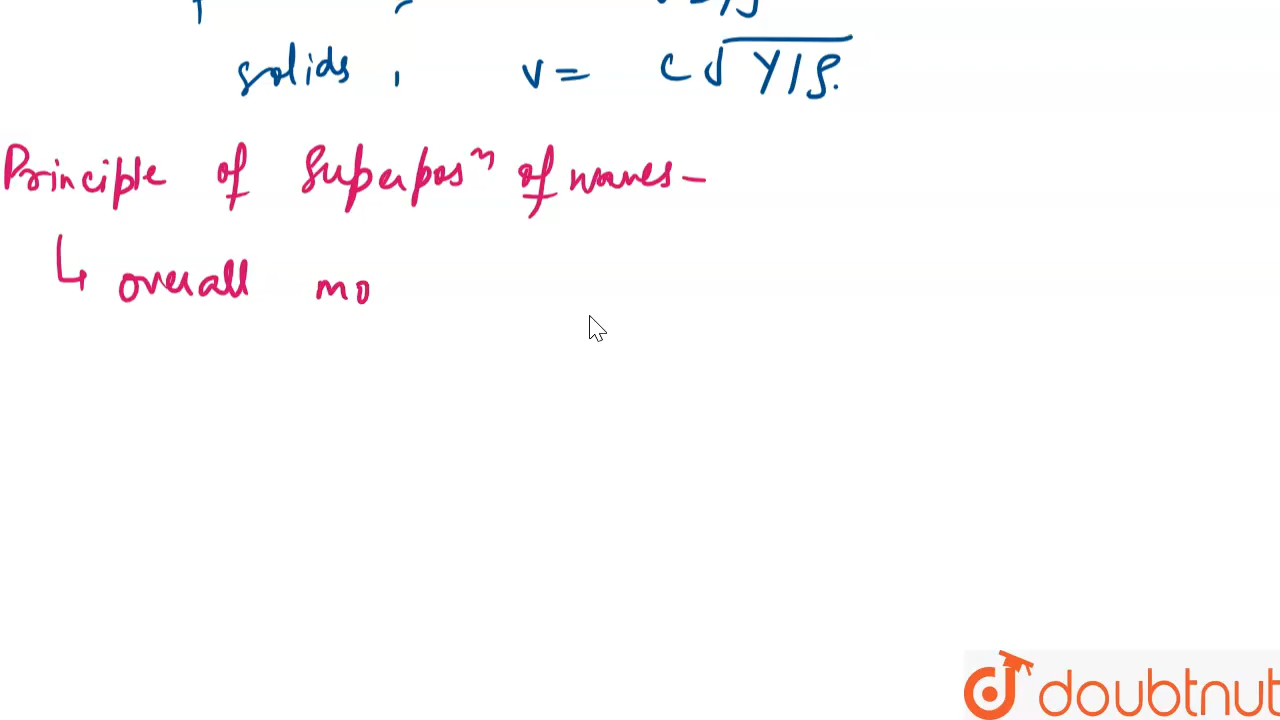 solids, v = c√Y/ρ.
Principle of Superposⁿ of waves –
↳ overall mo
doubtnut